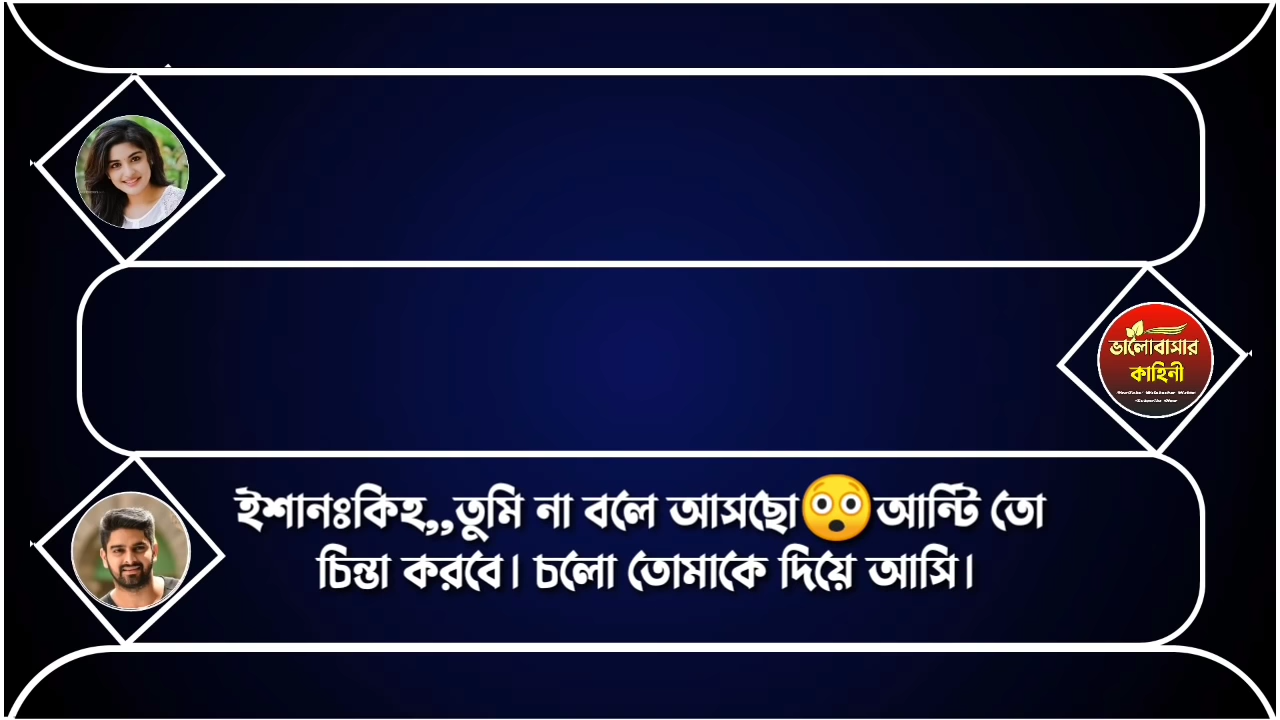 ভালোবাসার
কাহিনী
ইশানঃকিহ,,তুমি না বলে আসছো😲আন্টি তো
চিন্তা করবে। চলো তোমাকে দিয়ে আসি।